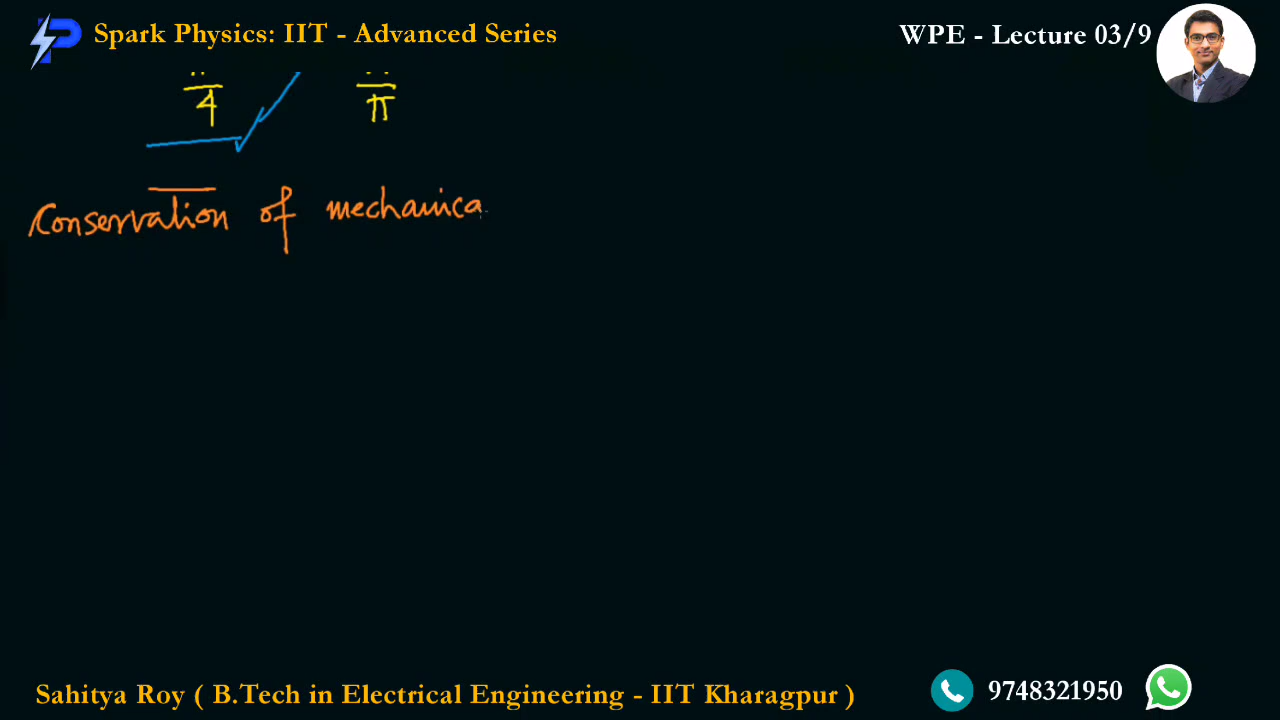 Spark Physics: IIT - Advanced Series
WPE - Lecture 03/9
4
π
Conservation of mechanica
Sahitya Roy ( B.Tech in Electrical Engineering - IIT Kharagpur )
9748321950